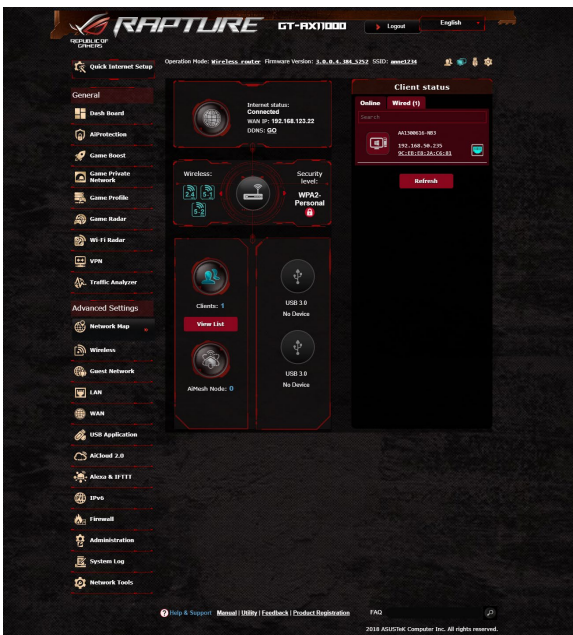 REPUBLIC OF
GAMERS
RAPTURE
GT-AX11000
Logout
English
Quick Internet Setup
Operation Mode: Wireless router Firmware Version: 3.0.0.4.384_5252 SSID: anne1234
General
Dash Board
AiProtection
Game Boost
Game Private
Network
Game Profile
Game Radar
Wi-Fi Radar
VPN
Traffic Analyzer
Advanced Settings
Network Map
Wireless
Guest Network
LAN
WAN
USB Application
AiCloud 2.0
Alexa & IFTTT
IPv6
Firewall
Administration
System Log
Network Tools
Internet status:
Connected
WAN IP: 192.168.123.22
DDNS: GO
Wireless:
2.4
5-1
5-2
Security
level:
WPA2-
Personal
Clients: 1
View List
AiMesh Node: 0
USB 3.0
No Device
USB 3.0
No Device
Client status
Online
Wired (1)
Search
AA1300616-NB3
192.168.50.235
Refresh
Help & Support Manual | Utility | Feedback | Product Registration
FAQ
2018 ASUSTeK Computer Inc. All rights reserved.